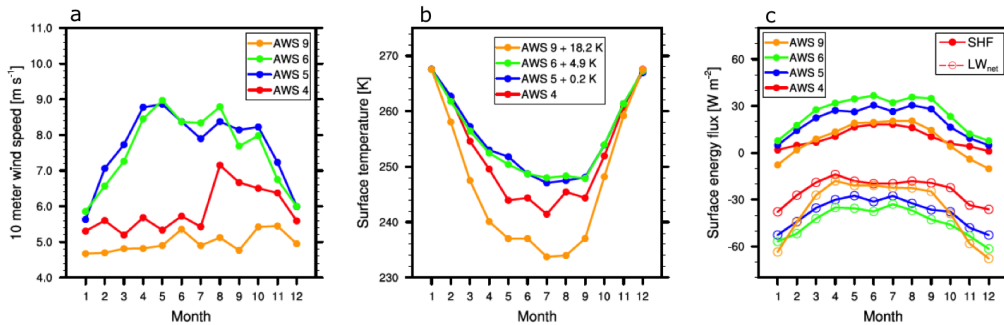 a
10 meter wind speed [m s⁻¹]
11.0
10.0
9.0
8.0
7.0
6.0
5.0
4.0
AWS 9
AWS 6
AWS 5
AWS 4
1 2 3 4 5 6 7 8 9 10 11 12
Month
b
Surface temperature [K]
270
260
250
240
230
AWS 9 + 18.2 K
AWS 6 + 4.9 K
AWS 5 + 0.2 K
AWS 4
1 2 3 4 5 6 7 8 9 10 11 12
Month
c
Surface energy flux [W m⁻²]
60
30
0
-30
-60
AWS 9
AWS 6
AWS 5
AWS 4
SHF
LWnet
1 2 3 4 5 6 7 8 9 10 11 12
Month